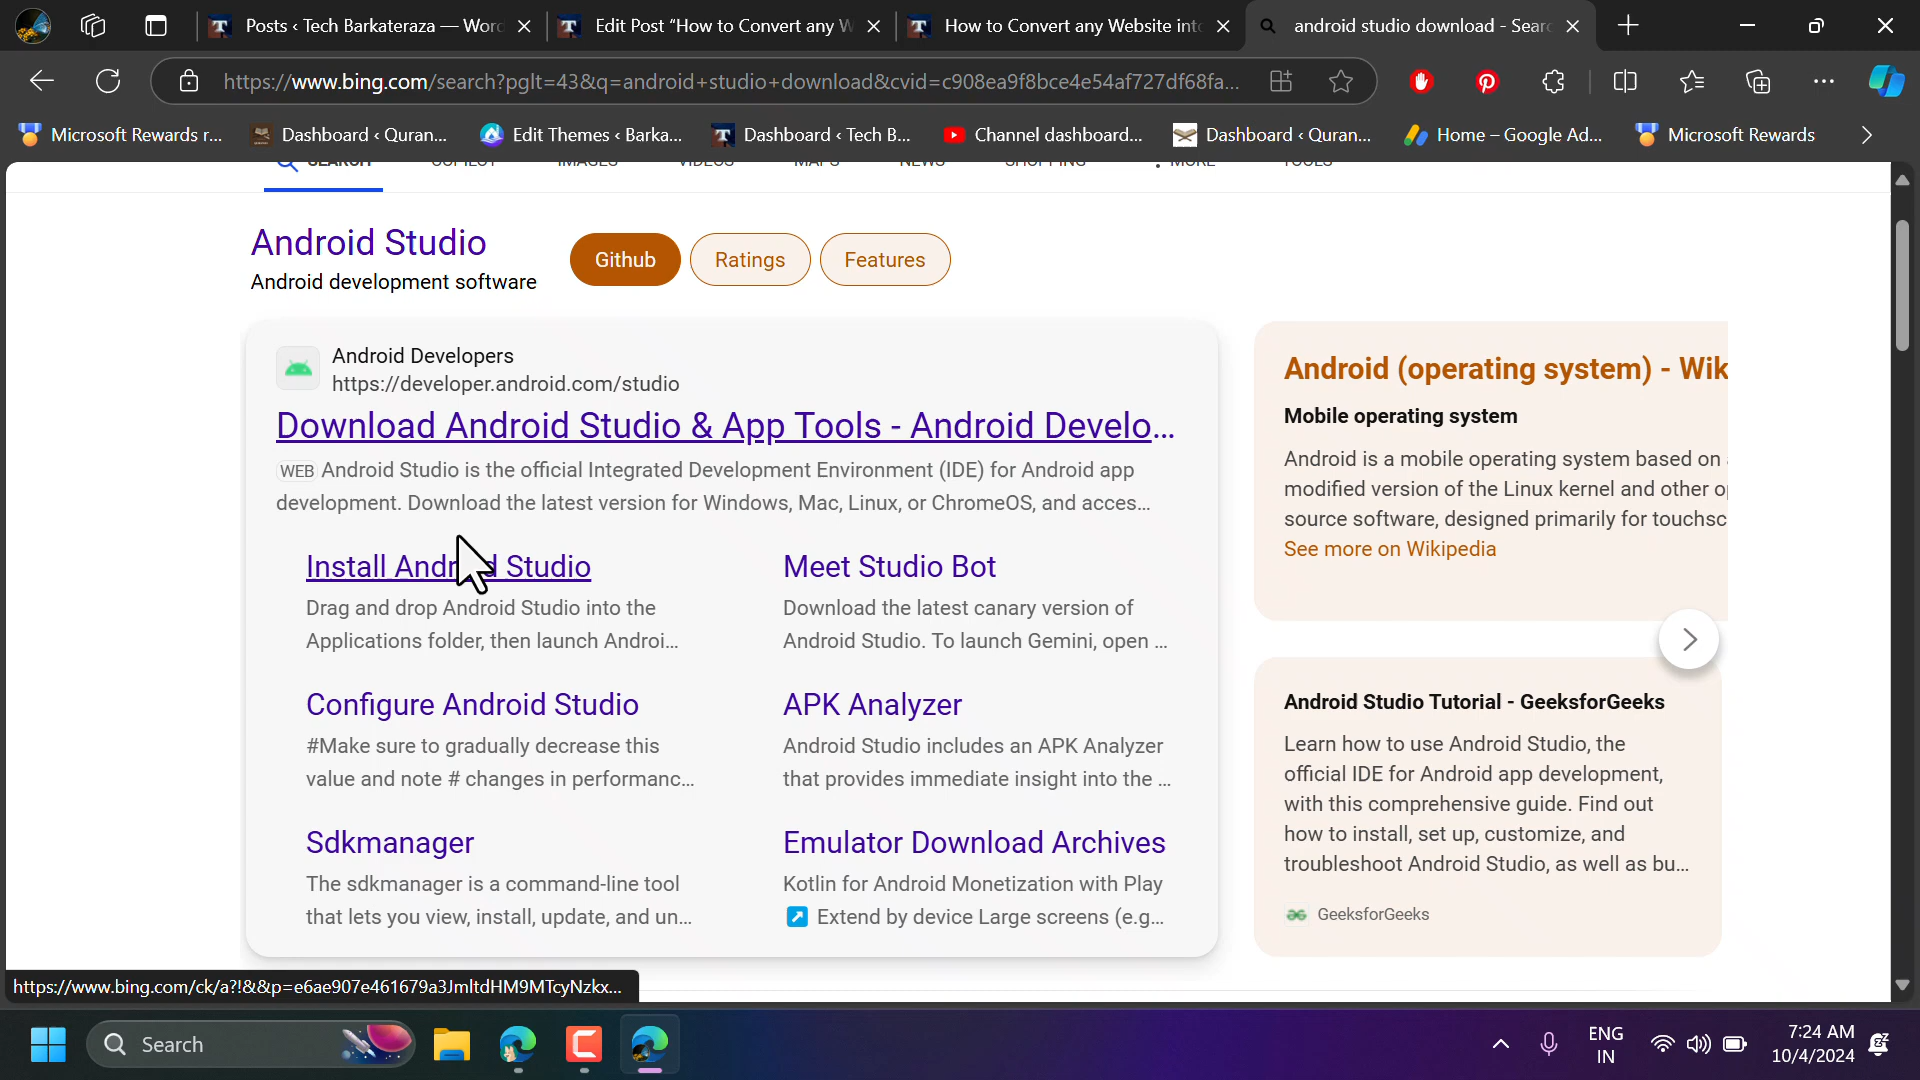 Posts ‹ Tech Barkateraza — Word
Edit Post “How to Convert any W
How to Convert any Website into
android studio download - Searc
https://www.bing.com/search?pglt=43&q=android+studio+download&cvid=c908ea9f8bce4e54af727df68fa...
Microsoft Rewards r...
Dashboard ‹ Quran...
Edit Themes ‹ Barka...
Dashboard ‹ Tech B...
Channel dashboard...
Dashboard ‹ Quran...
Home – Google Ad...
Microsoft Rewards
SEARCH
COPILOT
IMAGES
VIDEOS
MAPS
NEWS
SHOPPING
MORE
TOOLS
Android Studio
Android development software
Github
Ratings
Features
Android Developers
https://developer.android.com/studio
Download Android Studio & App Tools - Android Develo...
WEB Android Studio is the official Integrated Development Environment (IDE) for Android app
development. Download the latest version for Windows, Mac, Linux, or ChromeOS, and acces...
Install Android Studio
Drag and drop Android Studio into the
Applications folder, then launch Androi...
Meet Studio Bot
Download the latest canary version of
Android Studio. To launch Gemini, open ...
Configure Android Studio
#Make sure to gradually decrease this
value and note # changes in performanc...
APK Analyzer
Android Studio includes an APK Analyzer
that provides immediate insight into the ...
Sdkmanager
The sdkmanager is a command-line tool
that lets you view, install, update, and un...
Emulator Download Archives
Kotlin for Android Monetization with Play
Extend by device Large screens (e.g...
Android (operating system) - Wik
Mobile operating system
Android is a mobile operating system based on
modified version of the Linux kernel and other
source software, designed primarily for touchsc
See more on Wikipedia
Android Studio Tutorial - GeeksforGeeks
Learn how to use Android Studio, the
official IDE for Android app development,
with this comprehensive guide. Find out
how to install, set up, customize, and
troubleshoot Android Studio, as well as bu...
GeeksforGeeks
https://www.bing.com/ck/a?!&&p=e6ae907e461679a3JmltdHM9MTcyNzkx...
Search
ENG
IN
7:24 AM
10/4/2024